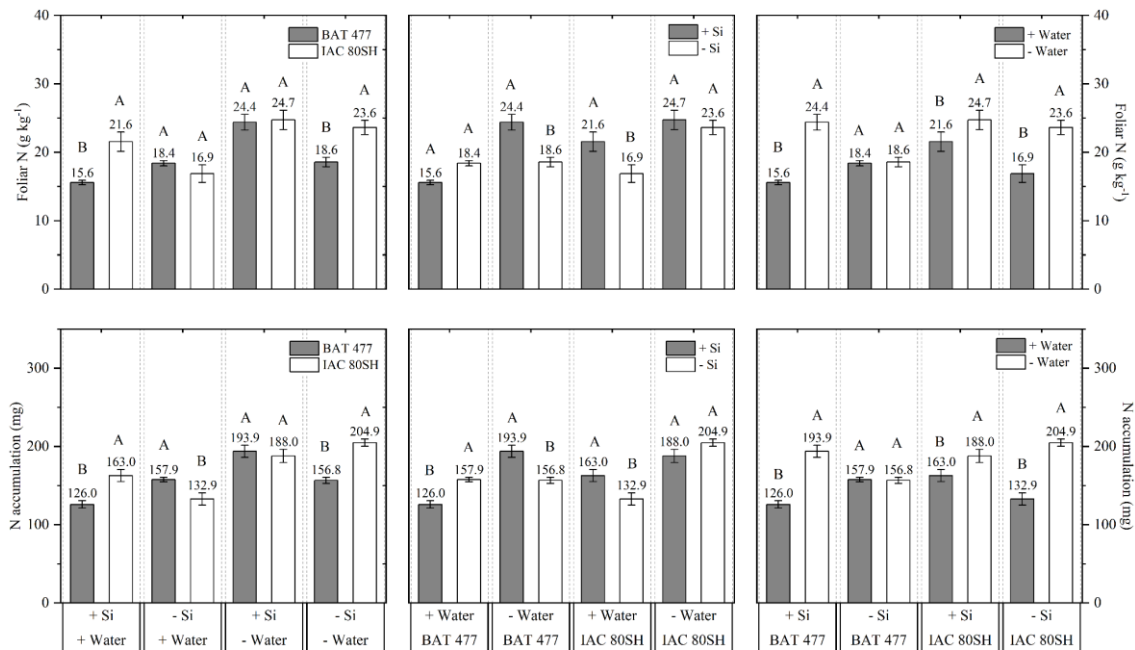 40
30
20
10
0
Foliar N (g kg⁻¹)
BAT 477
IAC 80SH
B A A A A A B A
15.6 21.6 18.4 16.9 24.4 24.7 18.6 23.6
+ Si
- Si
A A A B A B A A
15.6 18.4 24.4 18.6 21.6 16.9 24.7 23.6
+ Water
- Water
B A A A B A B A
15.6 24.4 18.4 18.6 21.6 24.7 16.9 23.6
40
30
20
10
0
Foliar N (g kg⁻¹)
300
200
100
0
N accumulation (mg)
BAT 477
IAC 80SH
B A A B A A B A
126.0 163.0 157.9 132.9 193.9 188.0 156.8 204.9
+ Si
- Si
B A A B A B A A
126.0 157.9 193.9 156.8 163.0 132.9 188.0 204.9
+ Water
- Water
B A A A B A B A
126.0 193.9 157.9 156.8 163.0 188.0 132.9 204.9
300
200
100
0
N accumulation (mg)
+ Si - Si + Si - Si
+ Water + Water - Water - Water
+ Water - Water + Water - Water
BAT 477 BAT 477 IAC 80SH IAC 80SH
+ Si - Si + Si - Si
BAT 477 BAT 477 IAC 80SH IAC 80SH